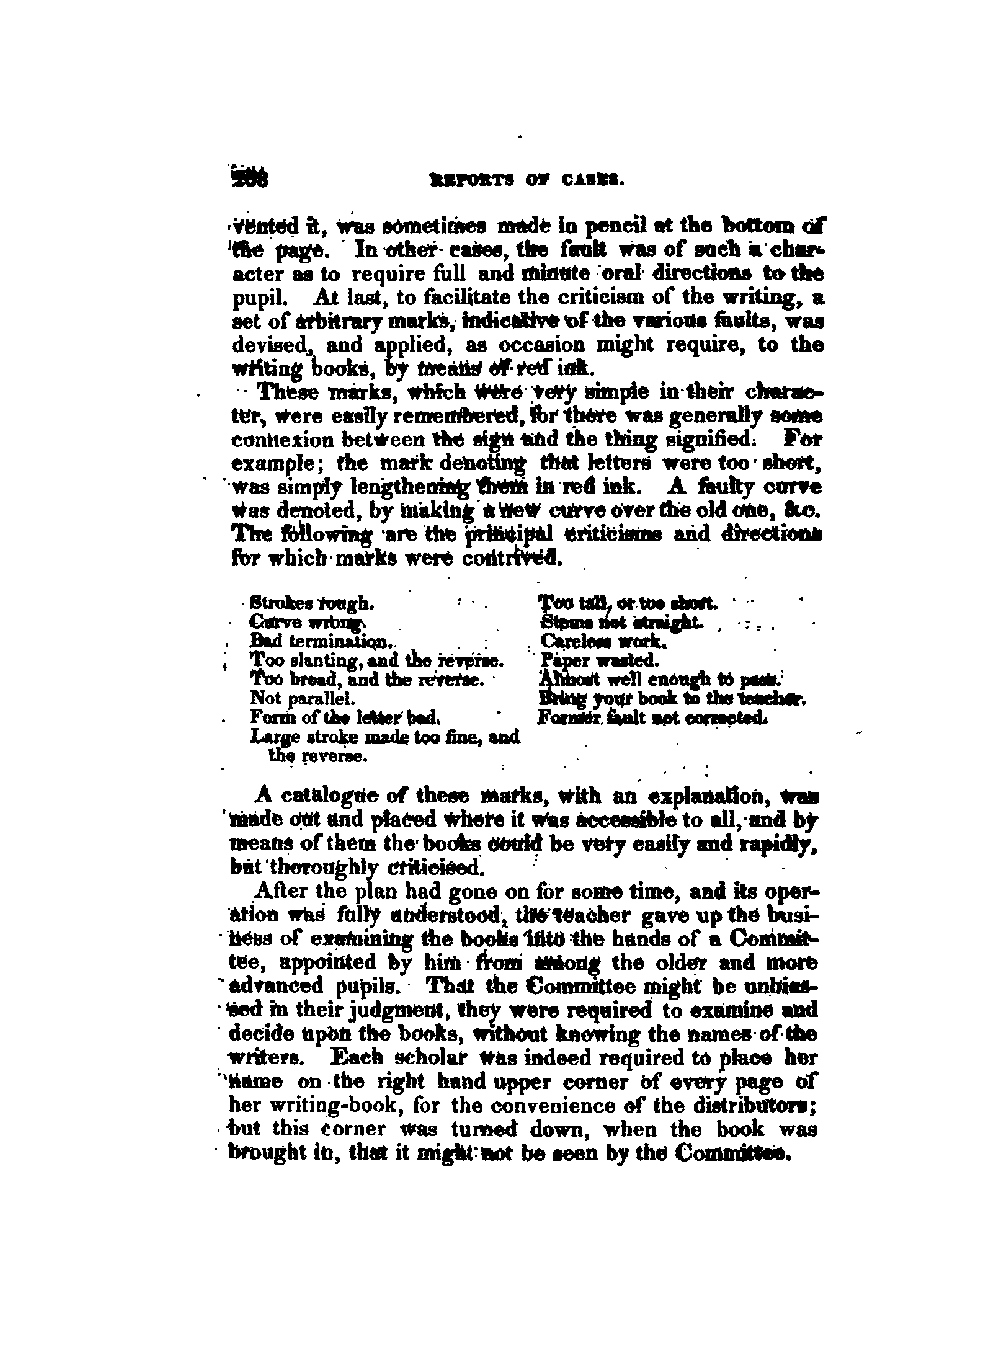 268 REPORTS OF CASES.
vented it, was sometimes made in pencil at the bottom of
the page. In other cases, the fault was of such a char-
acter as to require full and minute oral directions to the
pupil. At last, to facilitate the criticism of the writing, a
set of arbitrary marks, indicative of the various faults, was
devised, and applied, as occasion might require, to the
writing books, by means of red ink.
These marks, which were very simple in their charac-
ter, were easily remembered, for there was generally some
connexion between the sign and the thing signified. For
example; the mark denoting that letters were too short,
was simply lengthening them in red ink. A faulty curve
was denoted, by making a new curve over the old one, &c.
The following are the principal criticisms and directions
for which marks were contrived.
Strokes rough.
Curve wrong.
Bad termination.
Too slanting, and the reverse.
Too broad, and the reverse.
Not parallel.
Form of the letter bad.
Large stroke made too fine, and
the reverse.
Too tall, or too short.
Stems not straight.
Careless work.
Paper wasted.
Almost well enough to pass.
Bring your book to the teacher.
Former fault not corrected.
A catalogue of these marks, with an explanation, was
made out and placed where it was accessible to all, and by
means of them the books could be very easily and rapidly,
but thoroughly criticised.
After the plan had gone on for some time, and its oper-
ation was fully understood, the teacher gave up the busi-
ness of examining the books into the hands of a Commit-
tee, appointed by him from among the older and more
advanced pupils. That the Committee might be unbias-
sed in their judgment, they were required to examine and
decide upon the books, without knowing the names of the
writers. Each scholar was indeed required to place her
name on the right hand upper corner of every page of
her writing-book, for the convenience of the distributors;
but this corner was turned down, when the book was
brought in, that it might not be seen by the Committee.